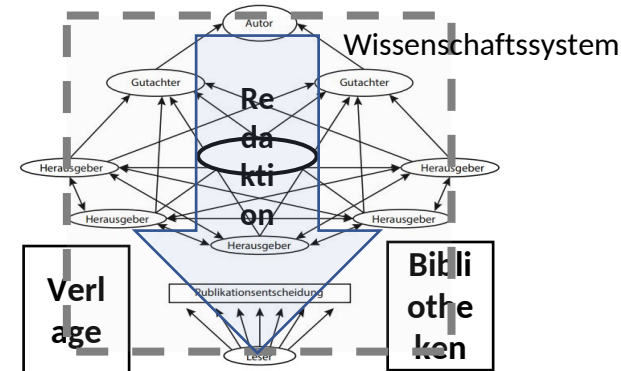 Autor
Wissenschaftssystem
Gutachter
Gutachter
Re
da
kti
on
Herausgeber
Herausgeber
Herausgeber
Herausgeber
Herausgeber
Verl
age
Bibli
othe
ken
Publikationsentscheidung
Leser